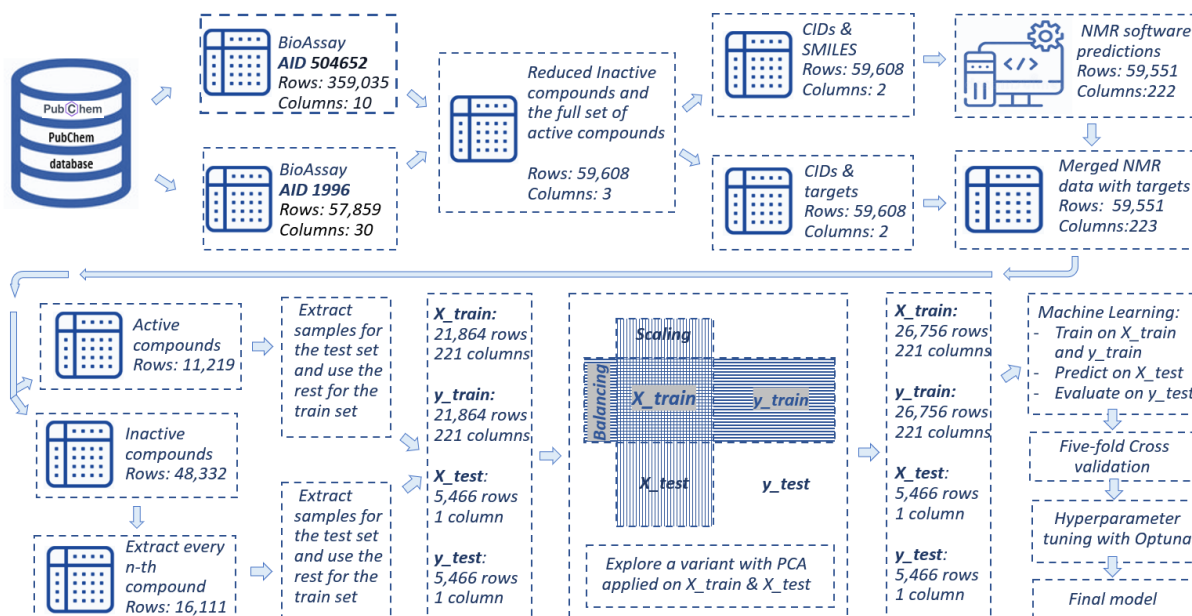 PubChem
PubChem
database
BioAssay
AID 504652
Rows: 359,035
Columns: 10
BioAssay
AID 1996
Rows: 57,859
Columns: 30
Reduced Inactive
compounds and
the full set of
active compounds
Rows: 59,608
Columns: 3
CIDs &
SMILES
Rows: 59,608
Columns: 2
CIDs &
targets
Rows: 59,608
Columns: 2
NMR software
predictions
Rows: 59,551
Columns:222
Merged NMR
data with targets
Rows: 59,551
Columns:223
Active
compounds
Rows: 11,219
Inactive
compounds
Rows: 48,332
Extract every
n-th
compound
Rows: 16,111
Extract
samples for
the test set
and use the
rest for the
train set
Extract
samples for
the test set
and use the
rest for the
train set
X_train:
21,864 rows
221 columns
y_train:
21,864 rows
221 columns
X_test:
5,466 rows
1 column
y_test:
5,466 rows
1 column
Scaling
Balancing
X_train
y_train
X_test
y_test
Explore a variant with PCA
applied on X_train & X_test
X_train:
26,756 rows
221 columns
y_train:
26,756 rows
221 columns
X_test:
5,466 rows
1 column
y_test:
5,466 rows
1 column
Machine Learning:
- Train on X_train
and y_train
- Predict on X_test
- Evaluate on y_test
Five-fold Cross
validation
Hyperparameter
tuning with Optuna
Final model